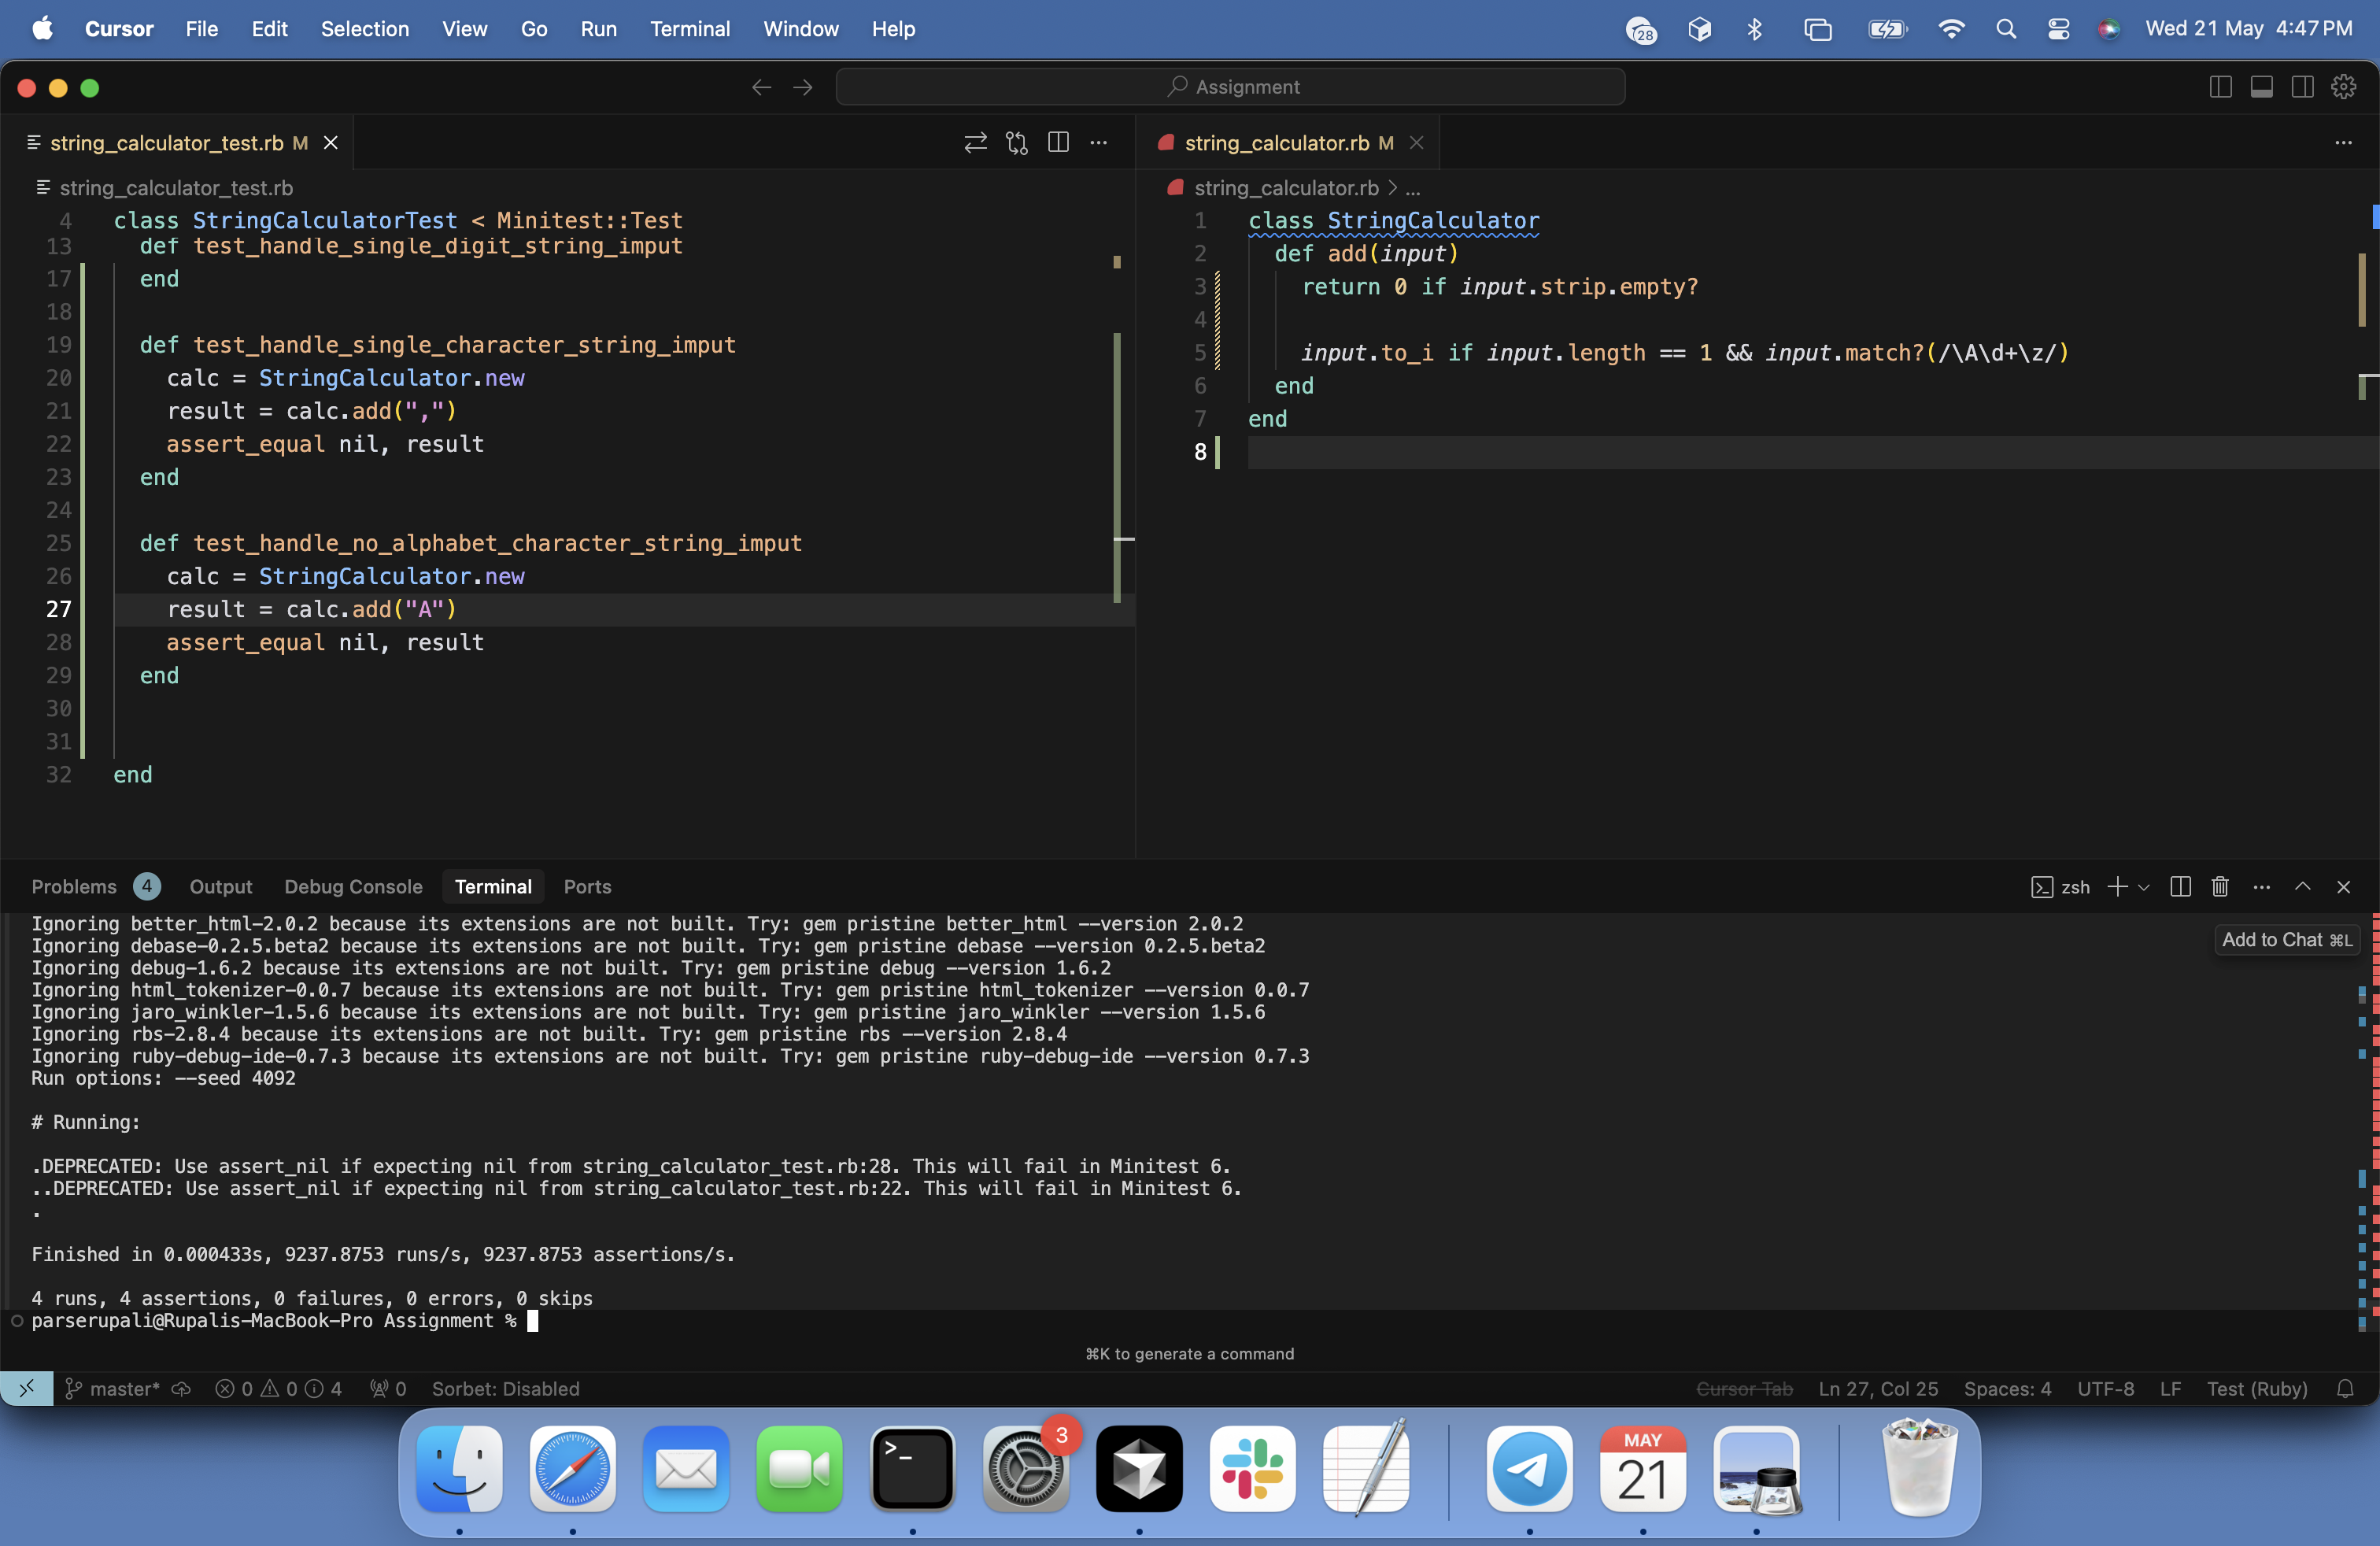 Cursor File Edit Selection View Go Run Terminal Window Help 28 Wed 21 May 4:47 PM
Assignment
string_calculator_test.rb M
string_calculator_test.rb
4 class StringCalculatorTest < Minitest::Test
13 def test_handle_single_digit_string_imput
17 end
18
19 def test_handle_single_character_string_imput
20 calc = StringCalculator.new
21 result = calc.add(",")
22 assert_equal nil, result
23 end
24
25 def test_handle_no_alphabet_character_string_imput
26 calc = StringCalculator.new
27 result = calc.add("A")
28 assert_equal nil, result
29 end
30
31
32 end
string_calculator.rb M
string_calculator.rb > ...
1 class StringCalculator
2 def add(input)
3 return 0 if input.strip.empty?
4
5 input.to_i if input.length == 1 && input.match?(/\A\d+\z/)
6 end
7 end
8
Problems 4 Output Debug Console Terminal Ports zsh
Add to Chat ⌘L
Ignoring better_html-2.0.2 because its extensions are not built. Try: gem pristine better_html --version 2.0.2
Ignoring debase-0.2.5.beta2 because its extensions are not built. Try: gem pristine debase --version 0.2.5.beta2
Ignoring debug-1.6.2 because its extensions are not built. Try: gem pristine debug --version 1.6.2
Ignoring html_tokenizer-0.0.7 because its extensions are not built. Try: gem pristine html_tokenizer --version 0.0.7
Ignoring jaro_winkler-1.5.6 because its extensions are not built. Try: gem pristine jaro_winkler --version 1.5.6
Ignoring rbs-2.8.4 because its extensions are not built. Try: gem pristine rbs --version 2.8.4
Ignoring ruby-debug-ide-0.7.3 because its extensions are not built. Try: gem pristine ruby-debug-ide --version 0.7.3
Run options: --seed 4092
# Running:
.DEPRECATED: Use assert_nil if expecting nil from string_calculator_test.rb:28. This will fail in Minitest 6.
..DEPRECATED: Use assert_nil if expecting nil from string_calculator_test.rb:22. This will fail in Minitest 6.
.
Finished in 0.000433s, 9237.8753 runs/s, 9237.8753 assertions/s.
4 runs, 4 assertions, 0 failures, 0 errors, 0 skips
parserupali@Rupalis-MacBook-Pro Assignment %
⌘K to generate a command
master* 0 0 4 0 Sorbet: Disabled Cursor Tab Ln 27, Col 25 Spaces: 4 UTF-8 LF Test (Ruby)
3
MAY
21